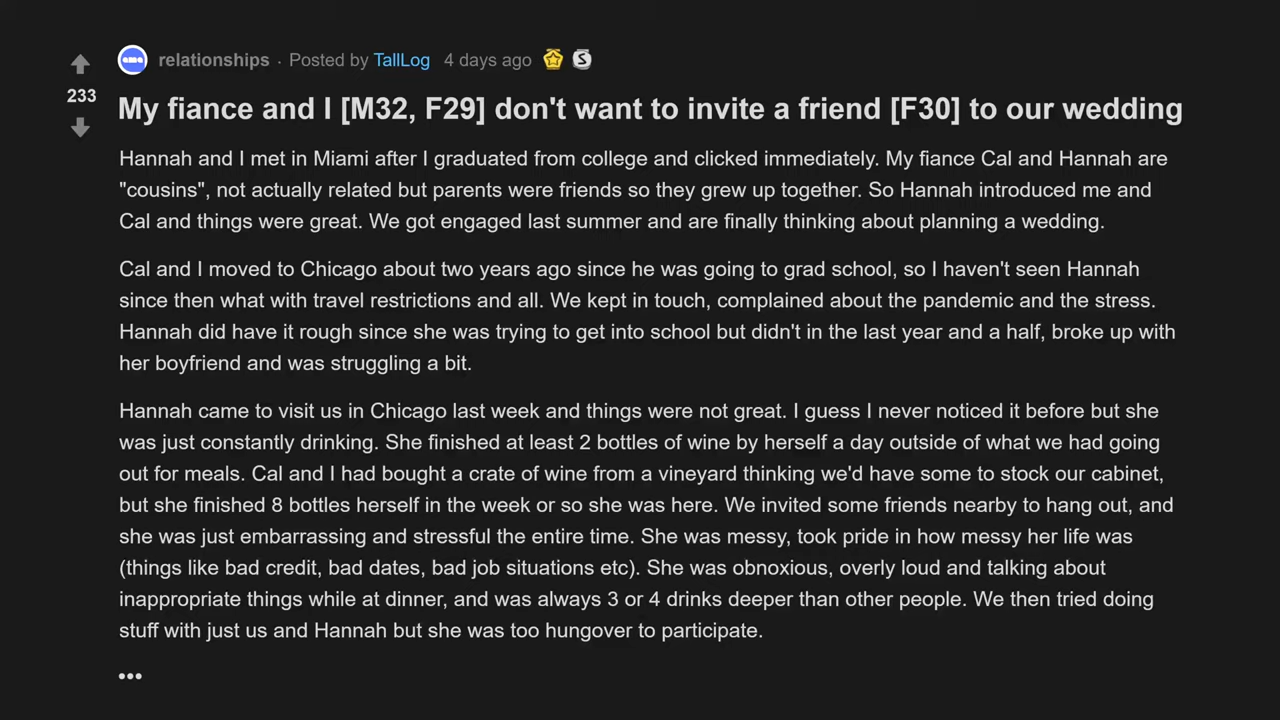 relationships · Posted by TallLog 4 days ago
233
My fiance and I [M32, F29] don't want to invite a friend [F30] to our wedding
Hannah and I met in Miami after I graduated from college and clicked immediately. My fiance Cal and Hannah are
"cousins", not actually related but parents were friends so they grew up together. So Hannah introduced me and
Cal and things were great. We got engaged last summer and are finally thinking about planning a wedding.
Cal and I moved to Chicago about two years ago since he was going to grad school, so I haven't seen Hannah
since then what with travel restrictions and all. We kept in touch, complained about the pandemic and the stress.
Hannah did have it rough since she was trying to get into school but didn't in the last year and a half, broke up with
her boyfriend and was struggling a bit.
Hannah came to visit us in Chicago last week and things were not great. I guess I never noticed it before but she
was just constantly drinking. She finished at least 2 bottles of wine by herself a day outside of what we had going
out for meals. Cal and I had bought a crate of wine from a vineyard thinking we'd have some to stock our cabinet,
but she finished 8 bottles herself in the week or so she was here. We invited some friends nearby to hang out, and
she was just embarrassing and stressful the entire time. She was messy, took pride in how messy her life was
(things like bad credit, bad dates, bad job situations etc). She was obnoxious, overly loud and talking about
inappropriate things while at dinner, and was always 3 or 4 drinks deeper than other people. We then tried doing
stuff with just us and Hannah but she was too hungover to participate.
•••